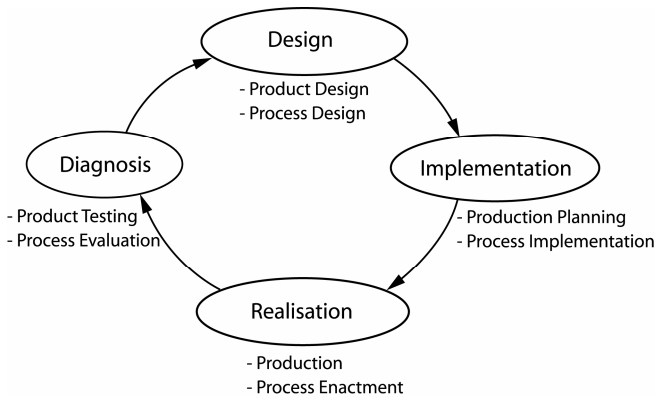 Design
- Product Design
- Process Design
Diagnosis
- Product Testing
- Process Evaluation
Implementation
- Production Planning
- Process Implementation
Realisation
- Production
- Process Enactment